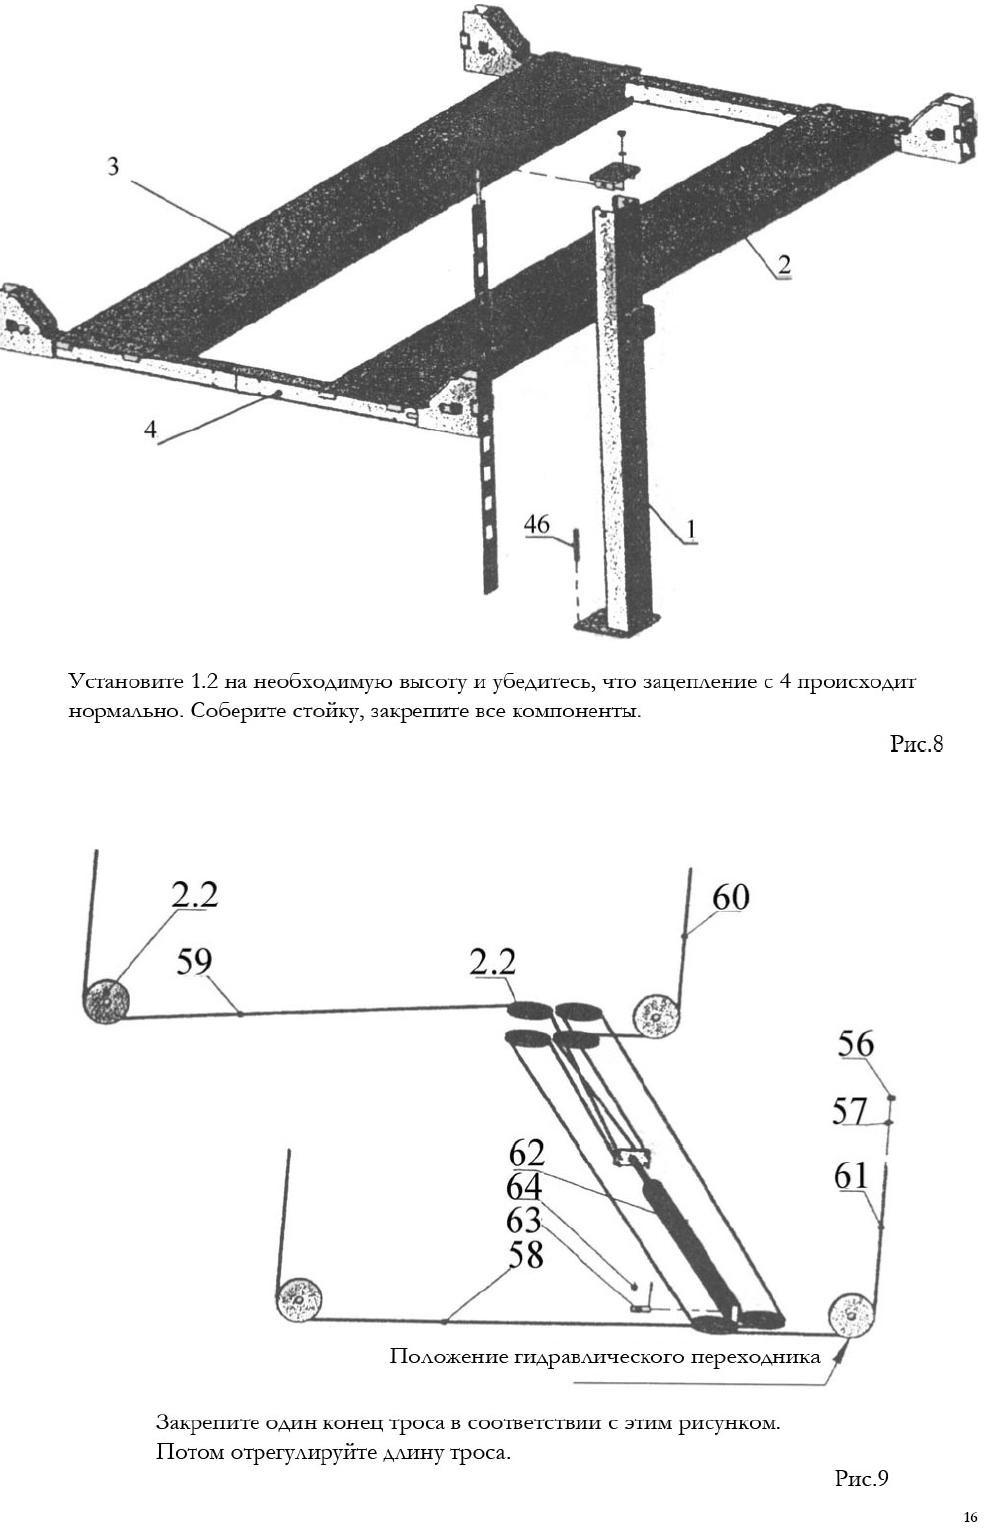 3
2
4
46
1
Установите 1.2 на необходимую высоту и убедитесь, что зацепление с 4 происходит
нормально. Соберите стойку, закрепите все компоненты.
Рис.8
2.2
60
59
2.2
56
57
62
61
64
63
58
Положение гидравлического переходника
Закрепите один конец троса в соответствии с этим рисунком.
Потом отрегулируйте длину троса.
Рис.9
16